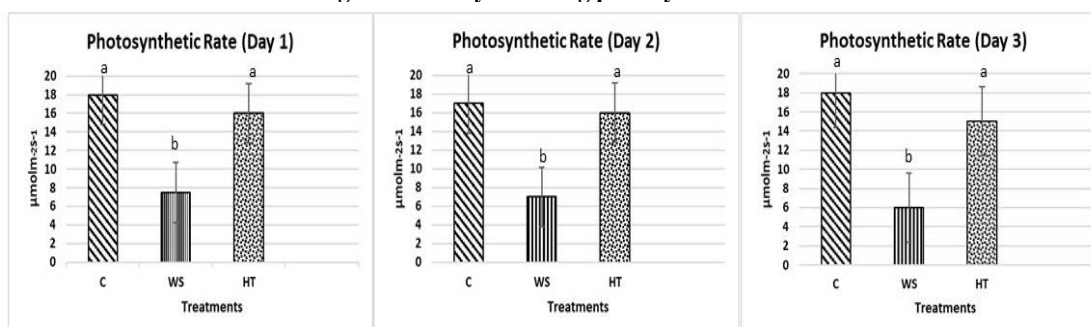 Photosynthetic Rate (Day 1)
a
a
b
20
18
16
14
12
10
8
6
4
2
0
µmolm-2s-1
C
WS
HT
Treatments
Photosynthetic Rate (Day 2)
a
a
b
20
18
16
14
12
10
8
6
4
2
0
µmolm-2s-1
C
WS
HT
Treatments
Photosynthetic Rate (Day 3)
a
a
b
20
18
16
14
12
10
8
6
4
2
0
µmolm-2s-1
C
WS
HT
Treatments